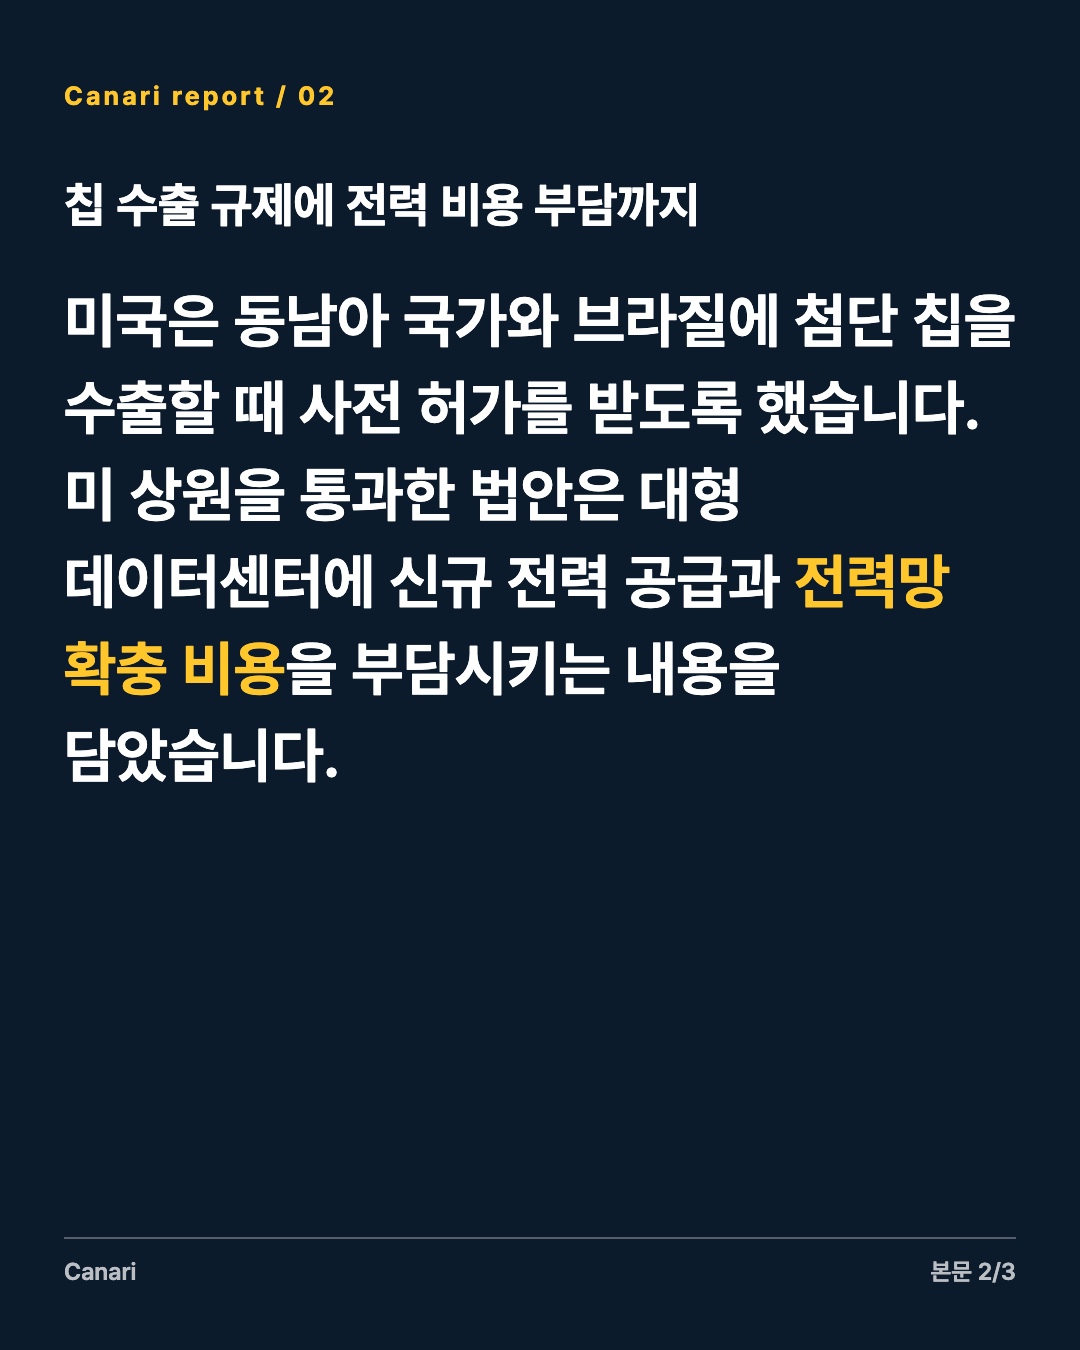 Canari report / 02
칩 수출 규제에 전력 비용 부담까지
미국은 동남아 국가와 브라질에 첨단 칩을
수출할 때 사전 허가를 받도록 했습니다.
미 상원을 통과한 법안은 대형
데이터센터에 신규 전력 공급과 전력망
확충 비용을 부담시키는 내용을
담았습니다.
Canari
본문 2/3